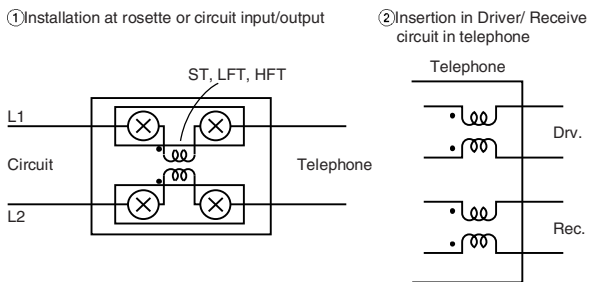 ①Installation at rosette or circuit input/output
ST, LFT, HFT
L1
Circuit
Telephone
L2
②Insertion in Driver/ Receive
circuit in telephone
Telephone
Drv.
Rec.